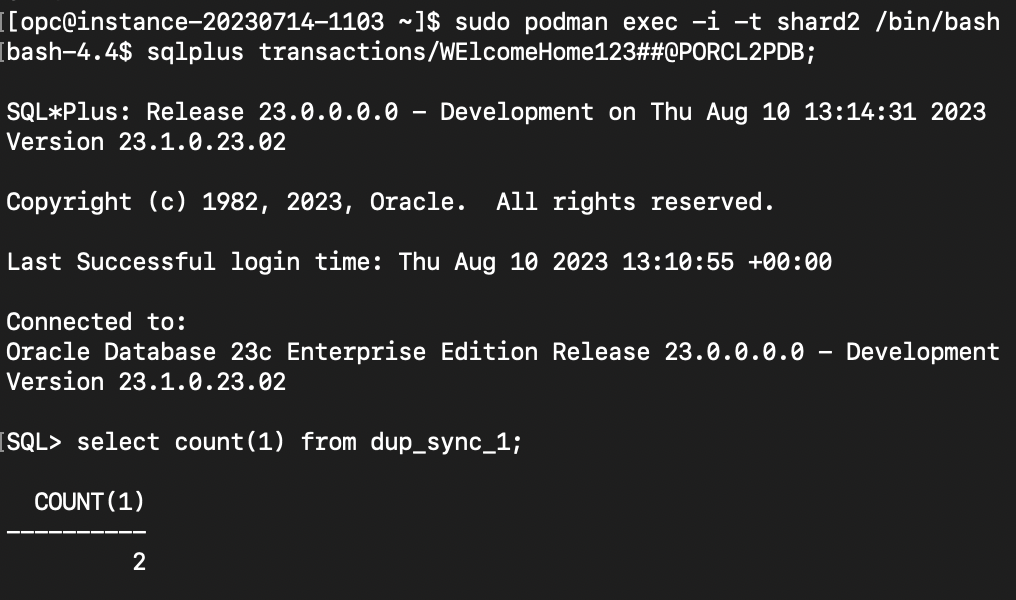 [opc@instance-20230714-1103 ~]$ sudo podman exec -i -t shard2 /bin/bash
bash-4.4$ sqlplus transactions/WElcomeHome123##@PORCL2PDB;
SQL*Plus: Release 23.0.0.0.0 - Development on Thu Aug 10 13:14:31 2023
Version 23.1.0.23.02
Copyright (c) 1982, 2023, Oracle.  All rights reserved.
Last Successful login time: Thu Aug 10 2023 13:10:55 +00:00
Connected to:
Oracle Database 23c Enterprise Edition Release 23.0.0.0.0 - Development
Version 23.1.0.23.02
SQL> select count(1) from dup_sync_1;
COUNT(1)
----------
2